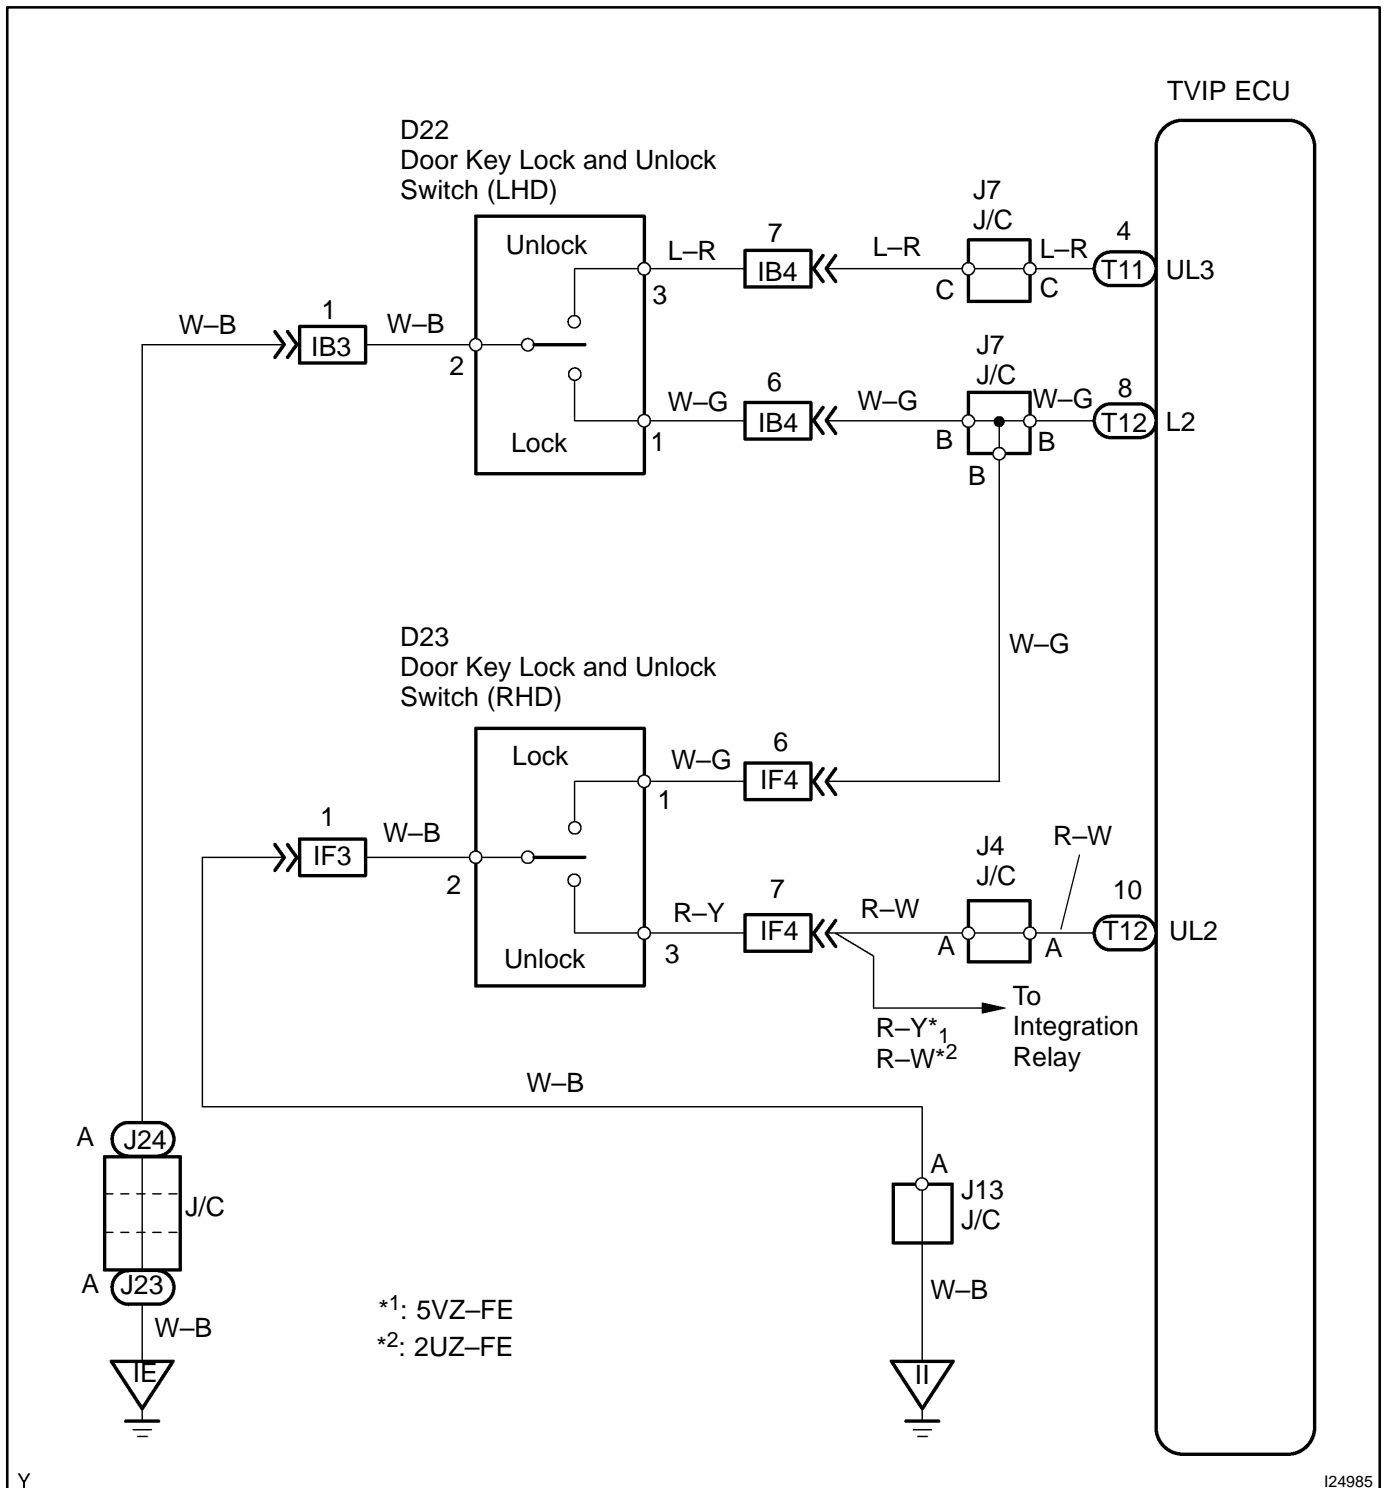 TVIP ECU
D22
Door Key Lock and Unlock
Switch (LHD)
J7
J/C
Unlock
L–R
7
IB4
L–R
L–R
4
T11
UL3
3
C
C
W–B
1
IB3
W–B
2
J7
J/C
W–G
6
IB4
W–G
W–G
8
T12
L2
Lock
1
B
B
B
W–G
D23
Door Key Lock and Unlock
Switch (RHD)
Lock
W–G
6
IF4
1
1
IF3
W–B
2
J4
J/C
R–W
R–Y
7
IF4
R–W
10
T12
UL2
Unlock
3
A
A
R–Y*1
R–W*2
To
Integration
Relay
W–B
A
J24
J/C
A
J23
W–B
IE
A
J13
J/C
W–B
II
*1: 5VZ–FE
*2: 2UZ–FE
Y
I24985